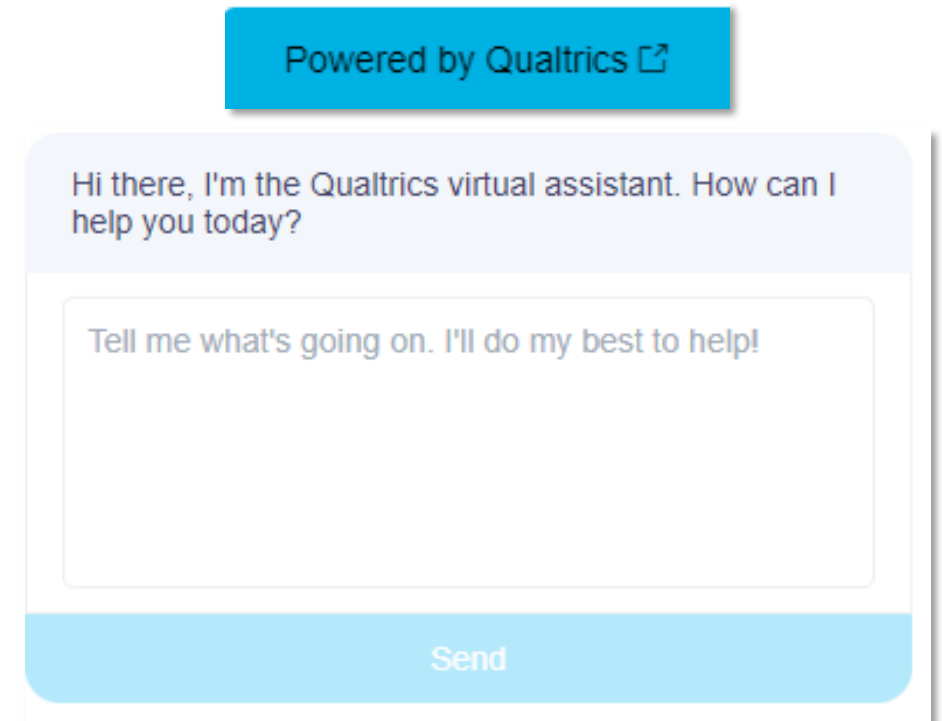 Powered by Qualtrics
Hi there, I'm the Qualtrics virtual assistant. How can I
help you today?
Tell me what's going on. I'll do my best to help!
Send